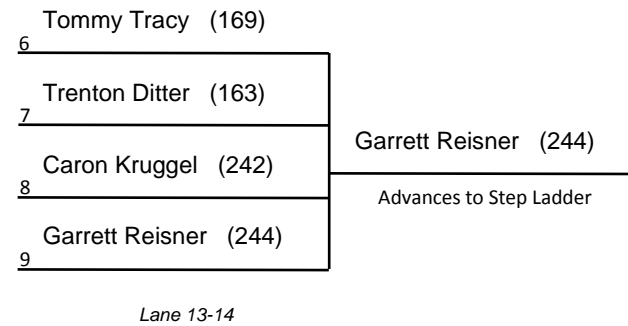 Tommy Tracy (169)
6
Trenton Ditter (163)
7
Garrett Reisner (244)
Caron Kruggel (242)
8
Advances to Step Ladder
Garrett Reisner (244)
9
Lane 13-14